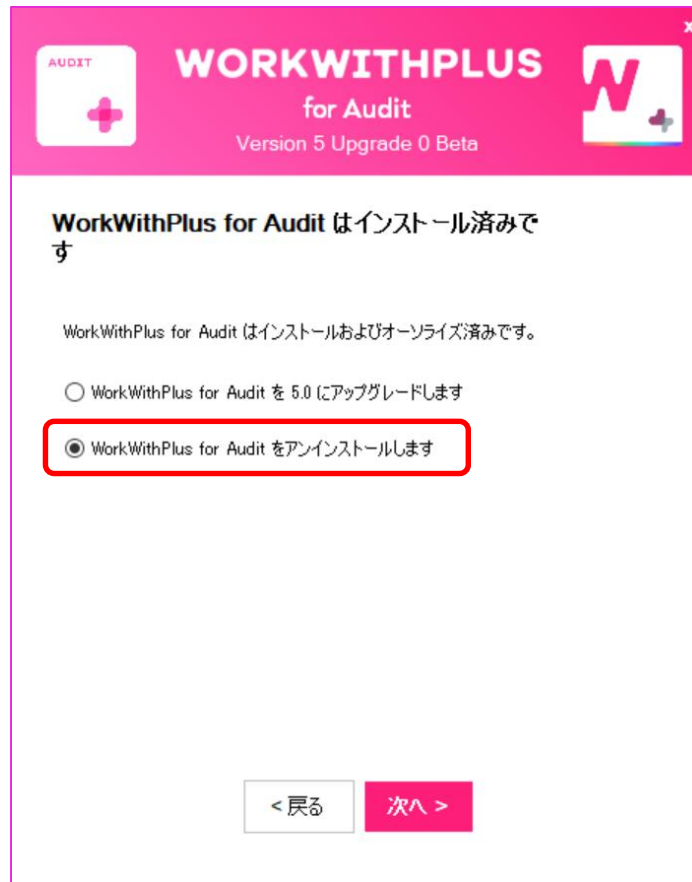 AUDIT
WORKWITHPLUS
for Audit
Version 5 Upgrade 0 Beta
x
WorkWithPlus for Audit はインストール済みで
す
WorkWithPlus for Audit はインストールおよびオーソライズ済みです。
WorkWithPlus for Audit を 5.0 にアップグレードします
WorkWithPlus for Audit をアンインストールします
< 戻る
次へ >